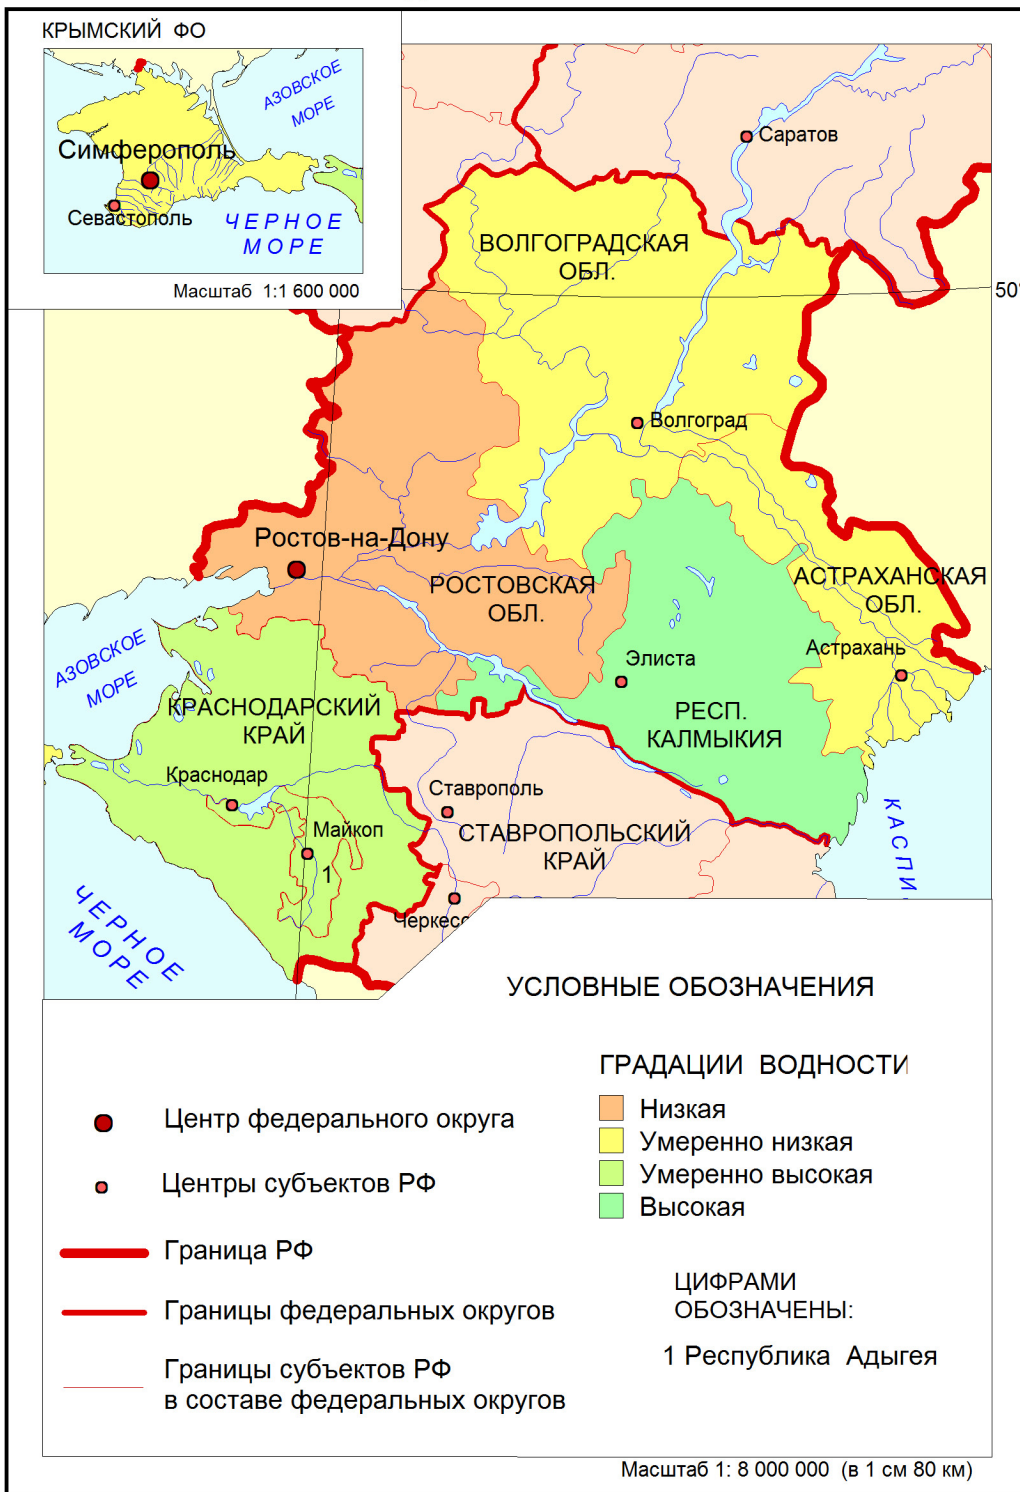 КРЫМСКИЙ ФО
АЗОВСКОЕ
МОРЕ
Симферополь
Севастополь
ЧЕРНОЕ
МОРЕ
Масштаб 1:1 600 000
Саратов
ВОЛГОГРАДСКАЯ
ОБЛ.
50°
Волгоград
Ростов-на-Дону
РОСТОВСКАЯ
ОБЛ.
АСТРАХАНСКАЯ
ОБЛ.
АЗОВСКОЕ
МОРЕ
Элиста
Астрахань
КРАСНОДАРСКИЙ
КРАЙ
РЕСП.
КАЛМЫКИЯ
Краснодар
Ставрополь
Майкоп
СТАВРОПОЛЬСКИЙ
КРАЙ
1
КАСПИ
ЧЕРНОЕ
МОРЕ
Черкесс
УСЛОВНЫЕ ОБОЗНАЧЕНИЯ
ГРАДАЦИИ ВОДНОСТИ
Низкая
Умеренно низкая
Умеренно высокая
Высокая
Центр федерального округа
Центры субъектов РФ
Граница РФ
Границы федеральных округов
Границы субъектов РФ
в составе федеральных округов
ЦИФРАМИ
ОБОЗНАЧЕНЫ:
1 Республика Адыгея
Масштаб 1: 8 000 000 (в 1 см 80 км)